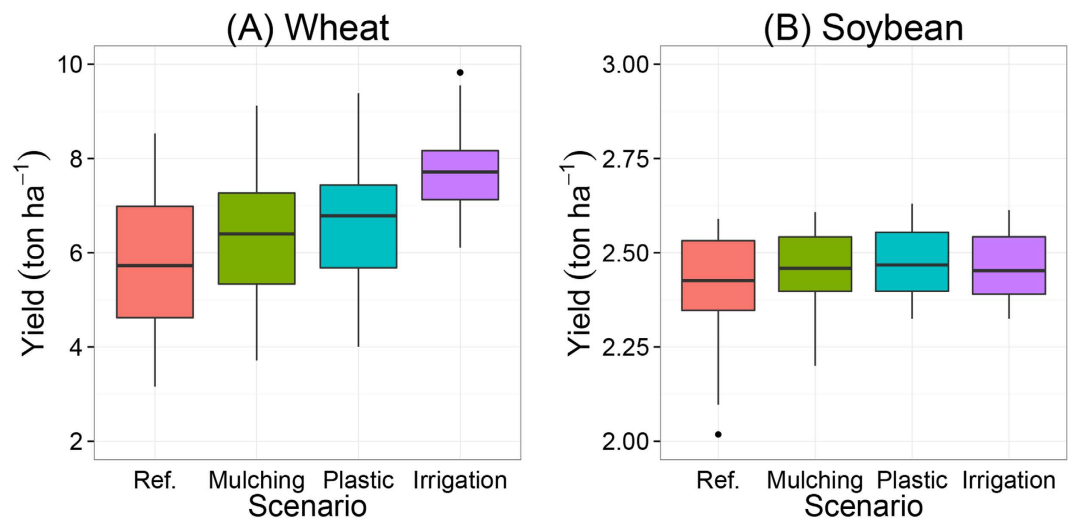 (A) Wheat
Yield (ton ha⁻¹)
10
8
6
4
2
Ref. Mulching Plastic Irrigation
Scenario
(B) Soybean
Yield (ton ha⁻¹)
3.00
2.75
2.50
2.25
2.00
Ref. Mulching Plastic Irrigation
Scenario